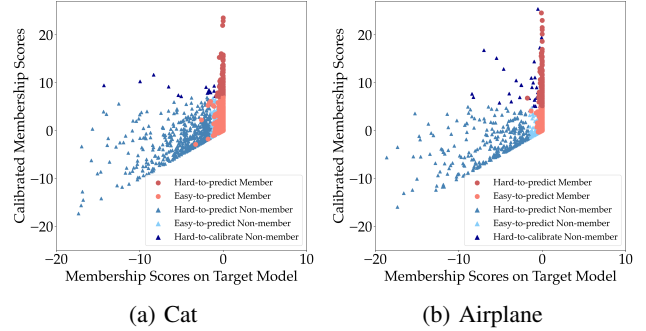 Calibrated Membership Scores
20
10
0
−10
−20
Hard-to-predict Member
Easy-to-predict Member
Hard-to-predict Non-member
Easy-to-predict Non-member
Hard-to-calibrate Non-member
−20 −10 0 10
Membership Scores on Target Model
(a) Cat
Calibrated Membership Scores
20
10
0
−10
−20
Hard-to-predict Member
Easy-to-predict Member
Hard-to-predict Non-member
Easy-to-predict Non-member
Hard-to-calibrate Non-member
−20 −10 0 10
Membership Scores on Target Model
(b) Airplane